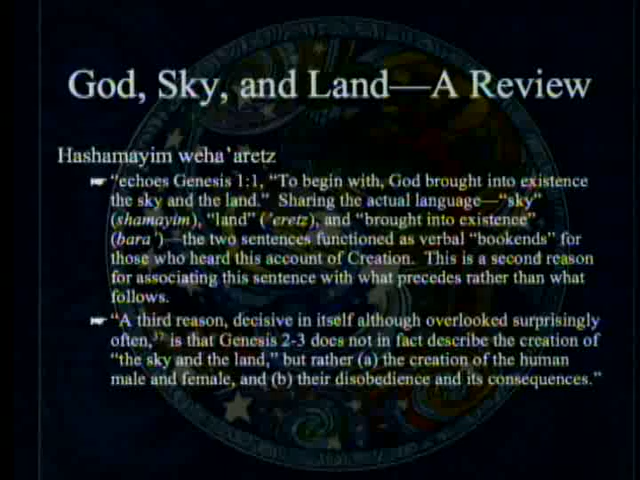 God, Sky, and Land—A Review
Hashamayim weha’aretz
“echoes Genesis 1:1, “To begin with, God brought into existence
the sky and the land.” Sharing the actual language—“sky”
(shamayim), “land” (’eretz), and “brought into existence”
(bara’)—the two sentences functioned as verbal “bookends” for
those who heard this account of Creation. This is a second reason
for associating this sentence with what precedes rather than what
follows.
“A third reason, decisive in itself although overlooked surprisingly
often,³⁷ is that Genesis 2-3 does not in fact describe the creation of
“the sky and the land,” but rather (a) the creation of the human
male and female, and (b) their disobedience and its consequences.”